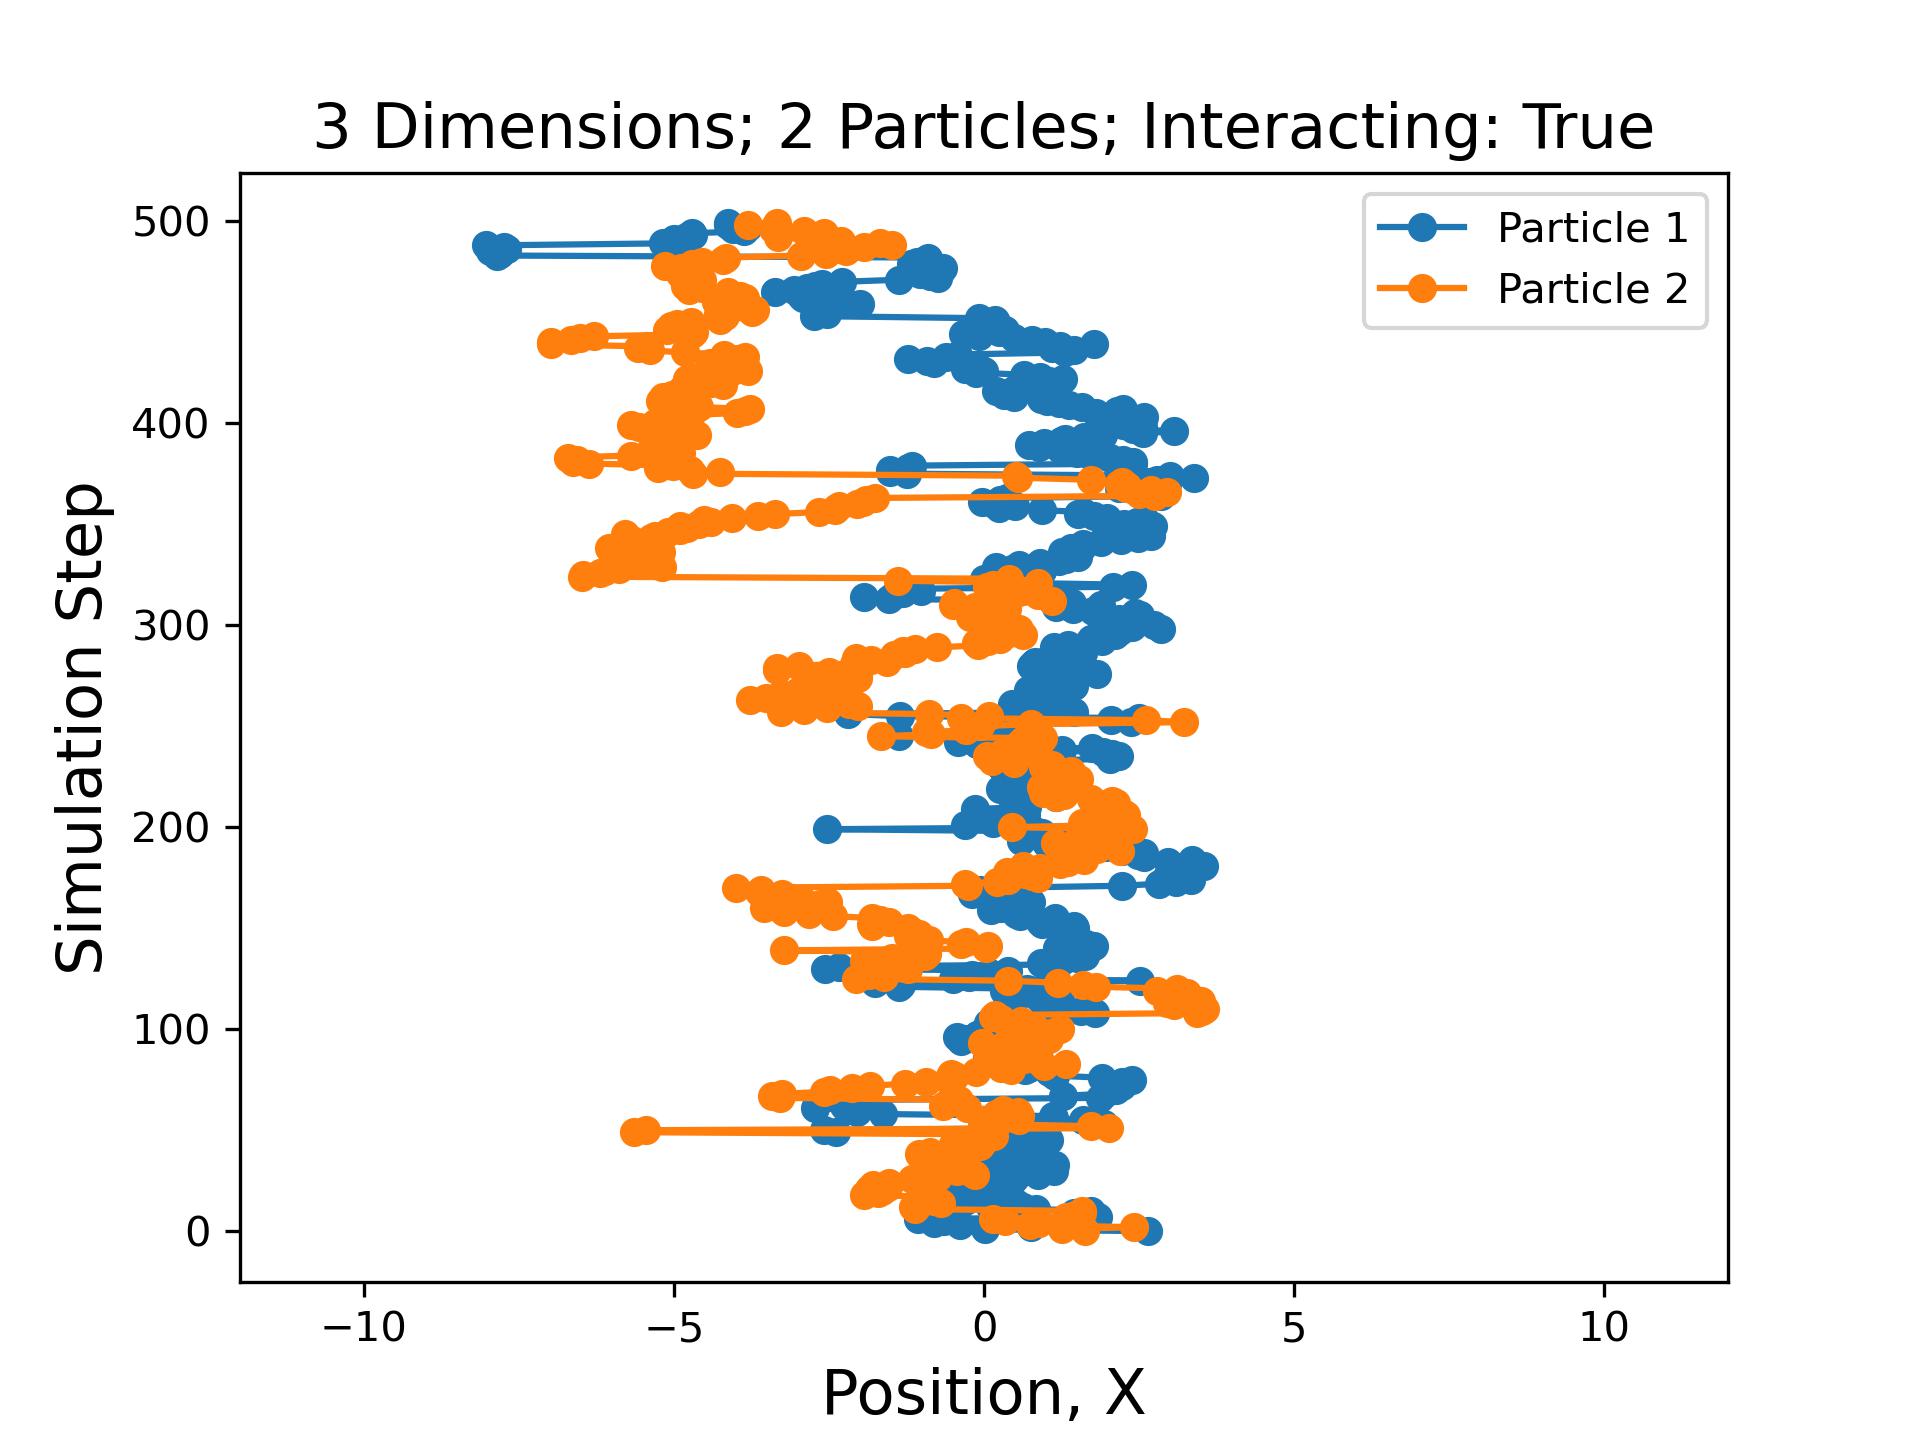 3 Dimensions; 2 Particles; Interacting: True
Particle 1
Particle 2
Simulation Step
500
400
300
200
100
0
−10
−5
0
5
10
Position, X